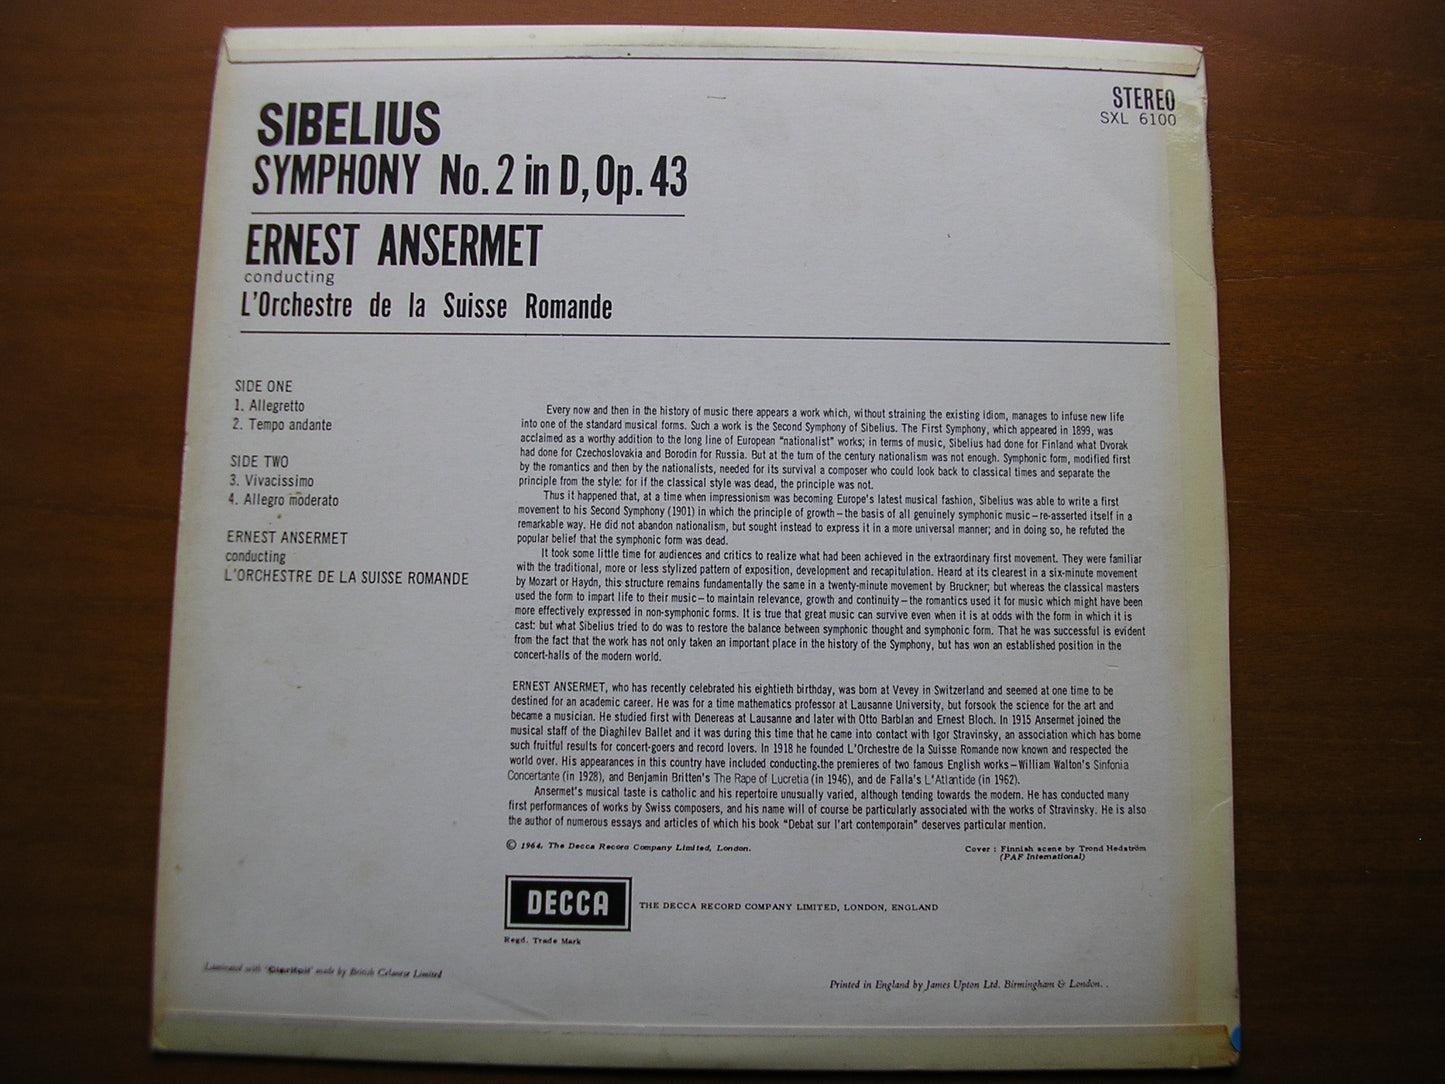 STEREO
SXL 6100
SIBELIUS
SYMPHONY No. 2 in D, Op. 43
ERNEST ANSERMET
conducting
L'Orchestre de la Suisse Romande
SIDE ONE
1. Allegretto
2. Tempo andante
SIDE TWO
3. Vivacissimo
4. Allegro moderato
ERNEST ANSERMET
conducting
L'ORCHESTRE DE LA SUISSE ROMANDE
Every now and then in the history of music there appears a work which, without straining the existing idiom, manages to infuse new life
into one of the standard musical forms. Such a work is the Second Symphony of Sibelius. The First Symphony, which appeared in 1899, was
acclaimed as a worthy addition to the long line of European "nationalist" works; in terms of music, Sibelius had done for Finland what Dvorak
had done for Czechoslovakia and Borodin for Russia. But at the turn of the century nationalism was not enough. Symphonic form, modified first
by the romantics and then by the nationalists, needed for its survival a composer who could look back to classical times and separate the
principle from the style: for if the classical style was dead, the principle was not.
Thus it happened that, at a time when impressionism was becoming Europe's latest musical fashion, Sibelius was able to write a first
movement to his Second Symphony (1901) in which the principle of growth—the basis of all genuinely symphonic music—re-asserted itself in a
remarkable way. He did not abandon nationalism, but sought instead to express it in a more universal manner; and in doing so, he refuted the
popular belief that the symphonic form was dead.
It took some little time for audiences and critics to realize what had been achieved in the extraordinary first movement. They were familiar
with the traditional, more or less stylized pattern of exposition, development and recapitulation. Heard at its clearest in a six-minute movement
by Mozart or Haydn, this structure remains fundamentally the same in a twenty-minute movement by Bruckner; but whereas the classical masters
used the form to impart life to their music—to maintain relevance, growth and continuity—the romantics used it for music which might have been
more effectively expressed in non-symphonic forms. It is true that great music can survive even when it is at odds with the form in which it is
cast: but what Sibelius tried to do was to restore the balance between symphonic thought and symphonic form. That he was successful is evident
from the fact that the work has not only taken an important place in the history of the Symphony, but has won an established position in the
concert-halls of the modern world.
ERNEST ANSERMET, who has recently celebrated his eightieth birthday, was born at Vevey in Switzerland and seemed at one time to be
destined for an academic career. He was for a time mathematics professor at Lausanne University, but forsook the science for the art and
became a musician. He studied first with Denereas at Lausanne and later with Otto Barblan and Ernest Bloch. In 1915 Ansermet joined the
musical staff of the Diaghilev Ballet and it was during this time that he came into contact with Igor Stravinsky, an association which has borne
such fruitful results for concert-goers and record lovers. In 1918 he founded L'Orchestre de la Suisse Romande now known and respected the
world over. His appearances in this country have included conducting.the premieres of two famous English works—William Walton's Sinfonia
Concertante (in 1928), and Benjamin Britten's The Rape of Lucretia (in 1946), and de Falla's L'Atlantide (in 1962).
Ansermet's musical taste is catholic and his repertoire unusually varied, although tending towards the modern. He has conducted many
first performances of works by Swiss composers, and his name will of course be particularly associated with the works of Stravinsky. He is also
the author of numerous essays and articles of which his book "Debat sur l'art contemporain" deserves particular mention.
© 1964, The Decca Record Company Limited, London.
Cover : Finnish scene by Trond Hedström
(PAF International)
DECCA
THE DECCA RECORD COMPANY LIMITED, LONDON, ENGLAND
Regd. Trade Mark
Laminated with 'Clarifoil' made by British Celanese Limited
Printed in England by James Upton Ltd. Birmingham & London. .